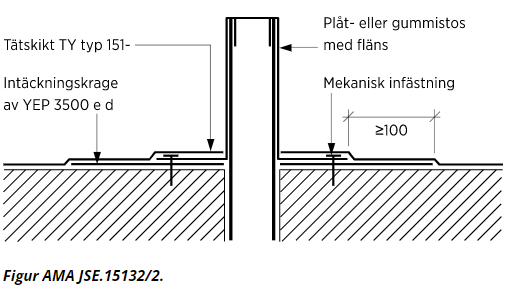 Tätskikt TY typ 151-
Intäckningskrage
av YEP 3500 e d
Plåt- eller gummistos
med fläns
Mekanisk infästning
≥100
Figur AMA JSE.15132/2.